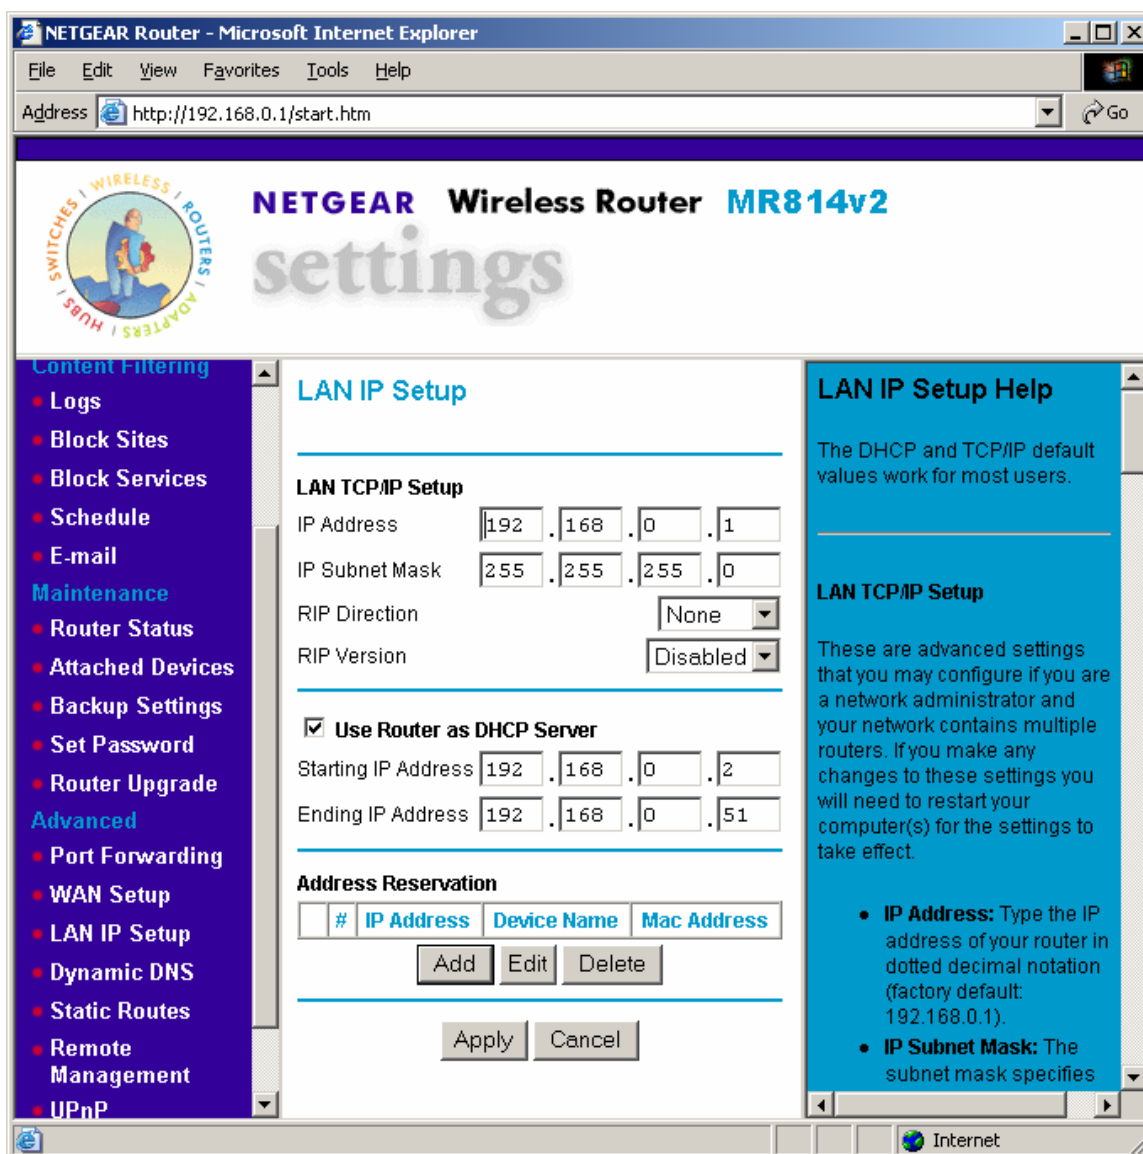 NETGEAR Router - Microsoft Internet Explorer
File Edit View Favorites Tools Help
Address http://192.168.0.1/start.htm Go
SWITCHES | WIRELESS | ROUTERS | ADAPTERS | HUBS |
NETGEAR Wireless Router MR814v2
settings
Content Filtering
Logs
Block Sites
Block Services
Schedule
E-mail
Maintenance
Router Status
Attached Devices
Backup Settings
Set Password
Router Upgrade
Advanced
Port Forwarding
WAN Setup
LAN IP Setup
Dynamic DNS
Static Routes
Remote
Management
UPnP
LAN IP Setup
LAN TCP/IP Setup
IP Address 192 . 168 . 0 . 1
IP Subnet Mask 255 . 255 . 255 . 0
RIP Direction None
RIP Version Disabled
Use Router as DHCP Server
Starting IP Address 192 . 168 . 0 . 2
Ending IP Address 192 . 168 . 0 . 51
Address Reservation
# IP Address Device Name Mac Address
Add Edit Delete
Apply Cancel
LAN IP Setup Help
The DHCP and TCP/IP default
values work for most users.
LAN TCP/IP Setup
These are advanced settings
that you may configure if you are
a network administrator and
your network contains multiple
routers. If you make any
changes to these settings you
will need to restart your
computer(s) for the settings to
take effect.
• IP Address: Type the IP
address of your router in
dotted decimal notation
(factory default:
192.168.0.1).
• IP Subnet Mask: The
subnet mask specifies
Internet